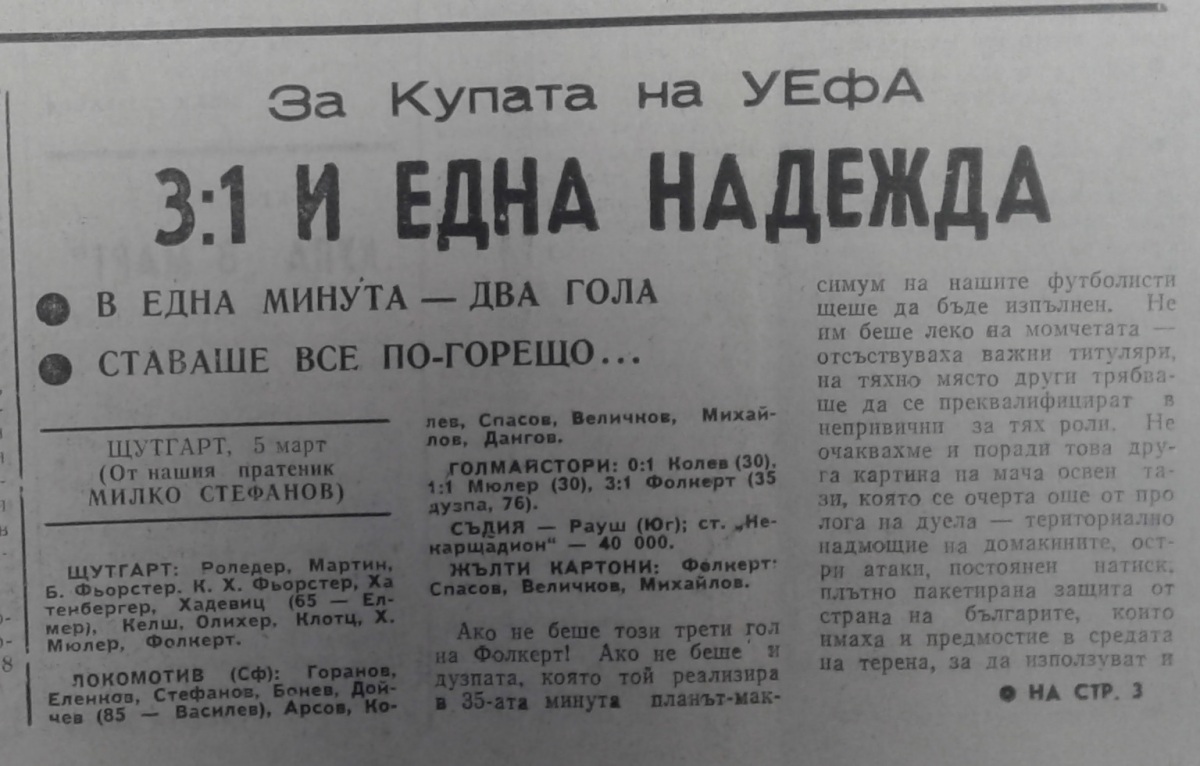 За Купата на УЕфА
3:1 И ЕДНА НАДЕЖДА
● В ЕДНА МИНУТА — ДВА ГОЛА
● СТАВАШЕ ВСЕ ПО-ГОРЕЩО...
ЩУТГАРТ, 5 март
(От нашия пратеник
МИЛКО СТЕФАНОВ)
ЩУТГАРТ: Роледер, Мартин,
Б. Фьорстер. К. Х. Фьорстер, Ха
тенбергер, Хадевиц (65 — Ел-
мер), Келш, Олихер, Клотц, Х.
Мюлер, Фолкерт.
ЛОКОМОТИВ (Сф): Горанов,
Еленков, Стефанов, Бонев, Дой-
чев (85 — Василев), Арсов, Ко-
лев, Спасов, Величков, Михай-
лов, Дангов.
ГОЛМАЙСТОРИ: 0:1 Колев (30),
1:1 Мюлер (30), 3:1 Фолкерт (35
дузпа, 76).
СЪДИЯ — Рауш (Юг); ст. „Не-
карщадион“ — 40 000.
ЖЪЛТИ КАРТОНИ: Фолкерт:
Спасов, Величков, Михайлов.
Ако не беше този трети гол
на Фолкерт! Ако не беше и
дузпата, която той реализира
в 35-ата минута планът-мак-
симум на нашите футболисти
щеше да бъде изпълнен. Не
им беше леко на момчетата —
отсъствуваха важни титуляри,
на тяхно място други трябва-
ше да се преквалифицират в
непривични за тях роли. Не
очаквахме и поради това дру-
га картина на мача освен та-
зи, която се очерта още от про
лога на дуела — териториално
надмощие на домакините, ост-
ри атаки, постоянен натиск,
плътно пакетирана защита от
страна на българите, които
имаха и предмостие в средата
на терена, за да използуват и
● НА СТР. 3